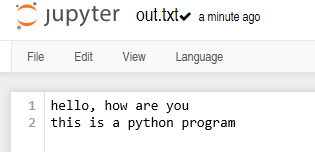 jupyter out.txt✔ a minute ago
File Edit View Language
1 hello, how are you
2 this is a python program